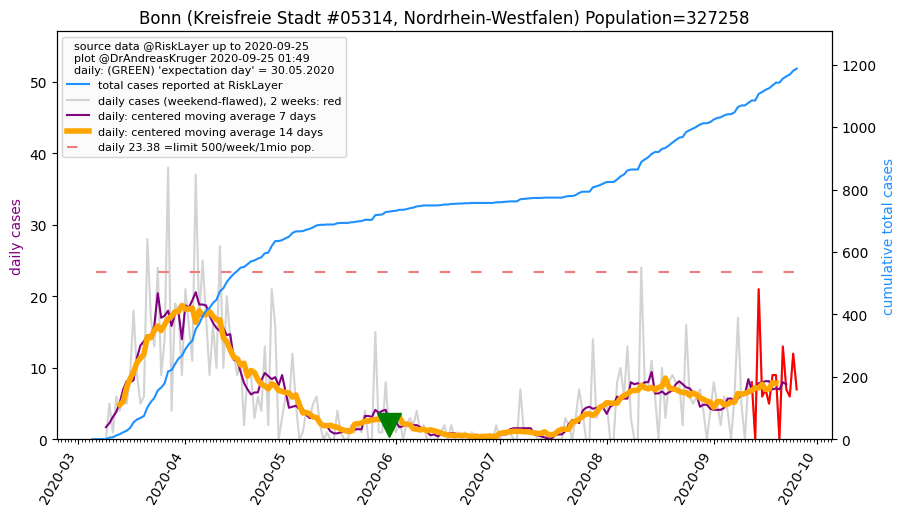 Bonn (Kreisfreie Stadt #05314, Nordrhein-Westfalen) Population=327258
source data @RiskLayer up to 2020-09-25
plot @DrAndreasKruger 2020-09-25 01:49
daily: (GREEN) 'expectation day' = 30.05.2020
total cases reported at RiskLayer
daily cases (weekend-flawed), 2 weeks: red
daily: centered moving average 7 days
daily: centered moving average 14 days
daily 23.38 =limit 500/week/1mio pop.
daily cases
50
40
30
20
10
0
cumulative total cases
1200
1000
800
600
400
200
0
2020-03
2020-04
2020-05
2020-06
2020-07
2020-08
2020-09
2020-10